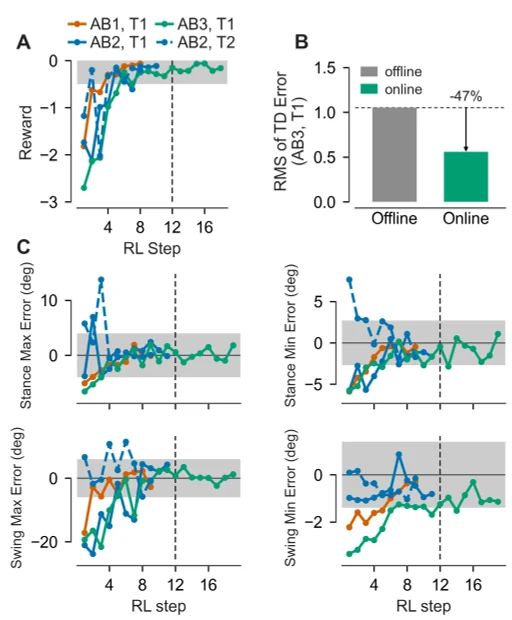 AB1, T1
AB3, T1
AB2, T1
AB2, T2
A
0
−1
−2
−3
Reward
4
8
12
16
RL Step
B
offline
online
-47%
1.5
1.0
0.5
0.0
RMS of TD Error
(AB3, T1)
Offline
Online
C
Stance Max Error (deg)
10
0
Stance Min Error (deg)
5
0
−5
Swing Max Error (deg)
0
−20
4
8
12
16
RL step
Swing Min Error (deg)
0
−2
4
8
12
16
RL step